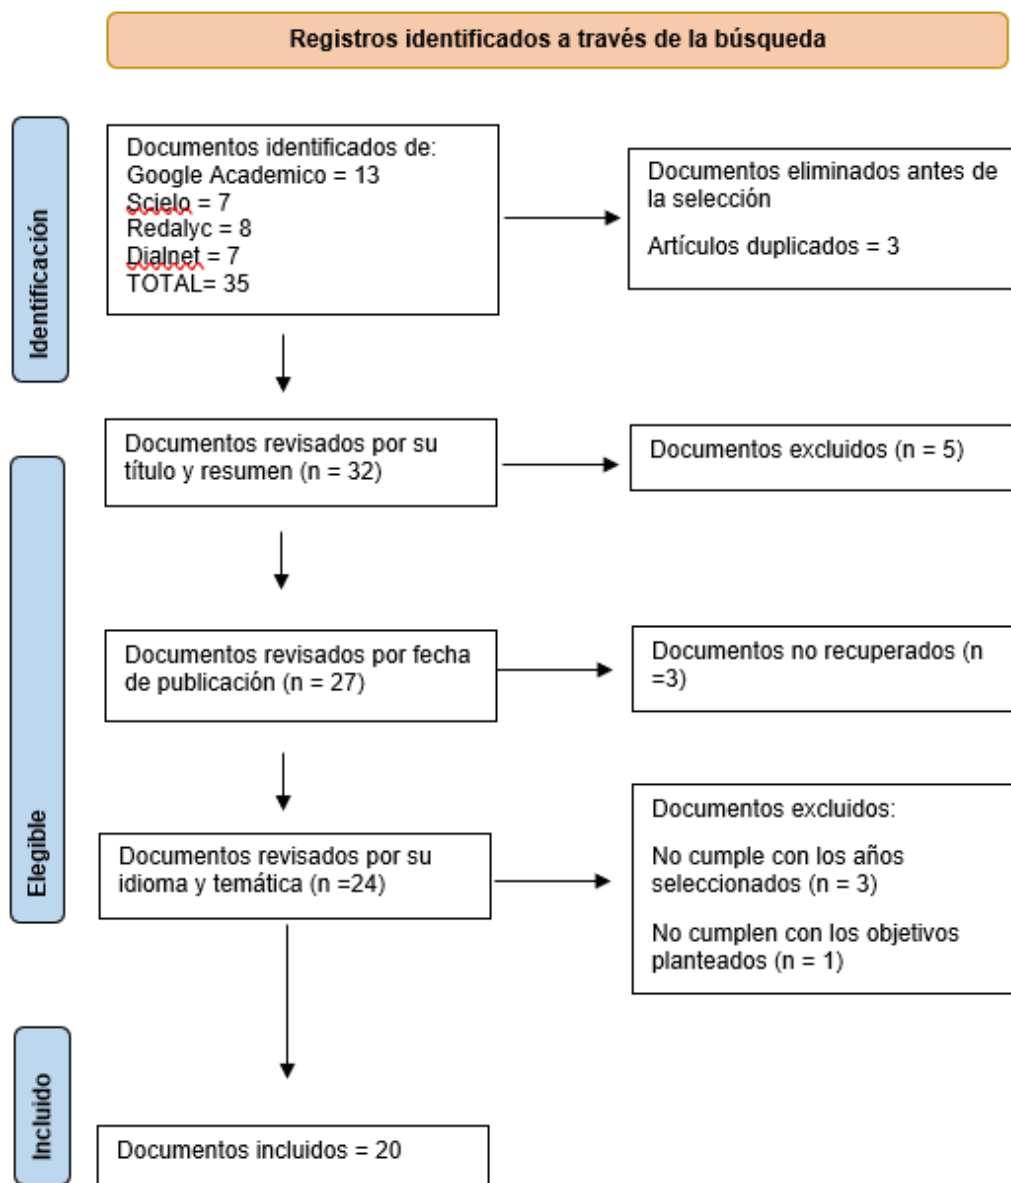 Registros identificados a través de la búsqueda
Identificación
Documentos identificados de:
Google Academico = 13
Scielo = 7
Redalyc = 8
Dialnet = 7
TOTAL= 35
Documentos eliminados antes de
la selección
Artículos duplicados = 3
Elegible
Documentos revisados por su
título y resumen (n = 32)
Documentos excluidos (n = 5)
Documentos revisados por fecha
de publicación (n = 27)
Documentos no recuperados (n
=3)
Documentos revisados por su
idioma y temática (n =24)
Documentos excluidos:
No cumple con los años
seleccionados (n = 3)
No cumplen con los objetivos
planteados (n = 1)
Incluido
Documentos incluidos = 20